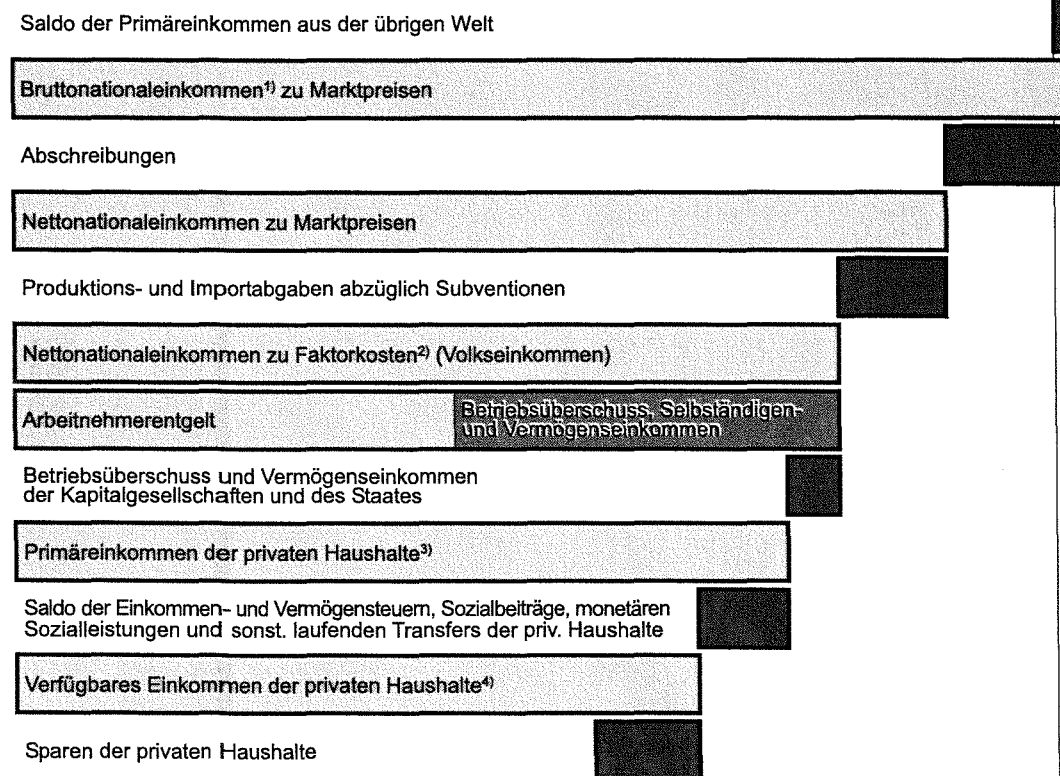 Saldo der Primäreinkommen aus der übrigen Welt
Bruttonationaleinkommen¹⁾ zu Marktpreisen
Abschreibungen
Nettonationaleinkommen zu Marktpreisen
Produktions- und Importabgaben abzüglich Subventionen
Nettonationaleinkommen zu Faktorkosten²⁾ (Volkseinkommen)
Arbeitnehmerentgelt
Betriebsüberschuss, Selbständigen-
und Vermögenseinkommen
Betriebsüberschuss und Vermögenseinkommen
der Kapitalgesellschaften und des Staates
Primäreinkommen der privaten Haushalte³⁾
Saldo der Einkommen- und Vermögensteuern, Sozialbeiträge, monetären
Sozialleistungen und sonst. laufenden Transfers der priv. Haushalte
Verfügbares Einkommen der privaten Haushalte⁴⁾
Sparen der privaten Haushalte